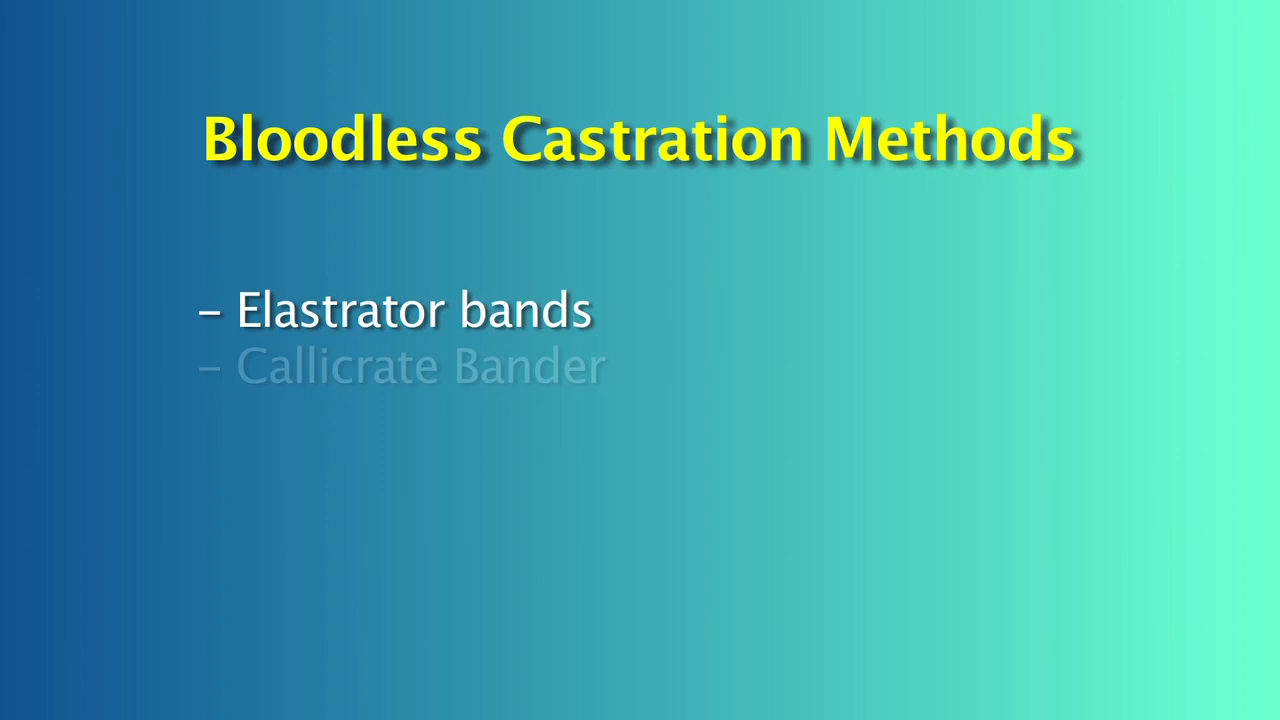 Bloodless Castration Methods
– Elastrator bands
– Callicrate Bander